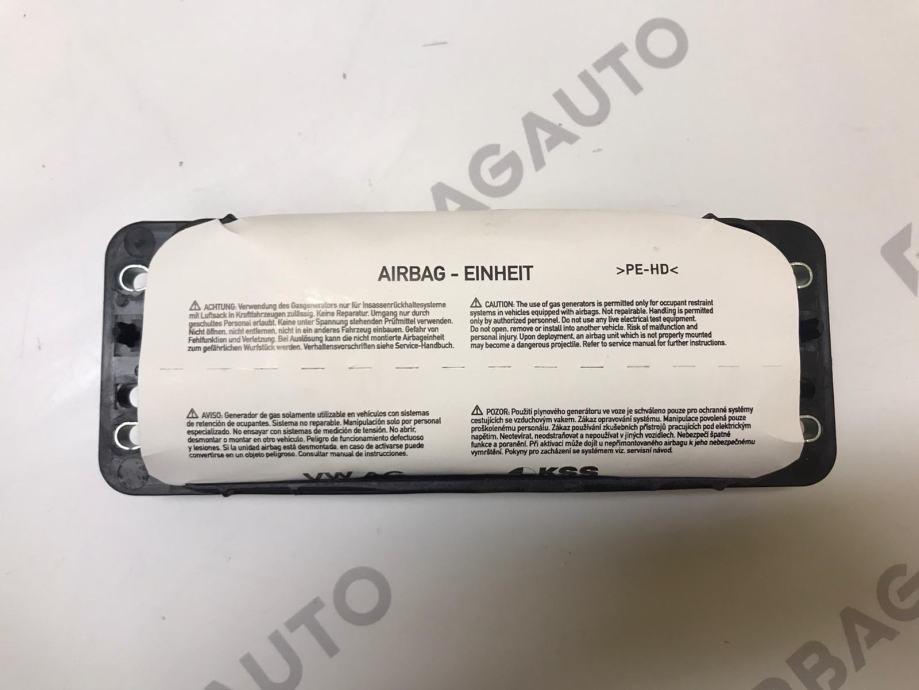 AGAUTO
AIRBAG - EINHEIT
>PE-HD<
ACHTUNG: Verwendung des Gasgenerators nur für Insassenrückhaltesysteme
mit Luftsack in Kraftfahrzeugen zulässig. Keine Reparatur. Umgang nur durch
geschultes Personal erlaubt. Keine unter Spannung stehenden Prüfmittel verwenden.
Nicht öffnen, nicht entfernen, nicht in ein anderes Fahrzeug einbauen. Gefahr von
Fehlfunktion und Verletzung. Bei Auslösung kann die nicht montierte Airbageinheit
zum gefährlichen Wurfstück werden. Verhaltensvorschriften siehe Service-Handbuch.
CAUTION: The use of gas generators is permitted only for occupant restraint
systems in vehicles equipped with airbags. Not repairable. Handling is permitted
only by authorized personnel. Do not use any live electrical test equipment.
Do not open, remove or install into another vehicle. Risk of malfunction and
personal injury. Upon deployment, an airbag unit which is not properly mounted
may become a dangerous projectile. Refer to service manual for further instructions.
AVISO: Generador de gas solamente utilizable en vehículos con sistemas
de retención de ocupantes. Sistema no reparable. Manipulación solo por personal
especializado. No ensayar con sistemas de medición de tensión. No abrir,
desmontar o montar en otro vehículo. Peligro de funcionamiento defectuoso
y lesiones. Si la unidad airbag está desmontada, en caso de activarse puede
convertirse en un objeto peligroso. Consultar manual de instrucciones.
POZOR: Použití plynového generátoru ve voze je schváleno pouze pro ochranné systémy
cestujících se vzduchovým vakem. Zákaz opravování systému. Manipulace povolená pouze
proškolenému personálu. Zákaz používání zkušebních přístrojů pracujících pod elektrickým
napětím. Neotevírat, neodstraňovat a nepoužívat v jiných vozidlech. Nebezpečí špatné
funkce a poranění. Při aktivaci může dojít u nepřimontovaného airbagu k jeho nebezpečnému
vymrštění. Pokyny pro zacházení se systémem viz. servisní návod.
VW AG
KSS
AUTO
RBAG